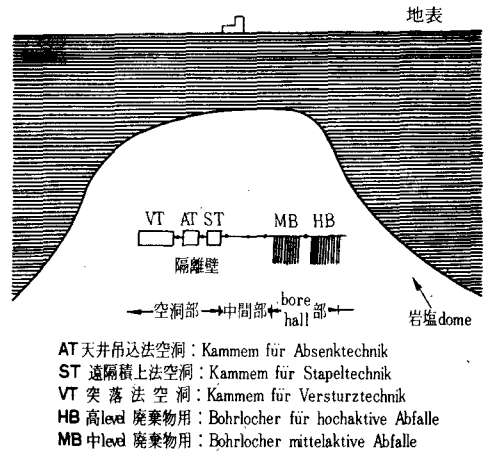 地表
VT AT ST MB HB
隔離壁
空洞部 中間部 bore hall 部
岩塩dome
AT 天井吊込法空洞 : Kammem für Absenktechnik
ST 遠隔積上法空洞 : Kammem für Stapeltechnik
VT 突落法空洞 : Kammem für Versturztechnik
HB 高level 廃棄物用 : Bohrlocher für hochaktive Abfalle
MB 中level 廃棄物用 : Bohrlocher mittelaktive Abfalle